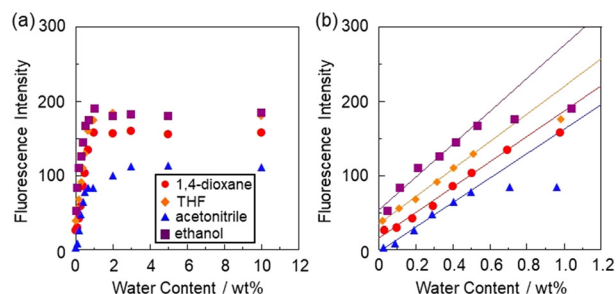 (a)
300
200
100
0
Fluorescence Intensity
0 2 4 6 8 10 12
Water Content / wt%
1,4-dioxane
THF
acetonitrile
ethanol
(b)
300
200
100
0
Fluorescence Intensity
0 0.2 0.4 0.6 0.8 1.0 1.2
Water Content / wt%